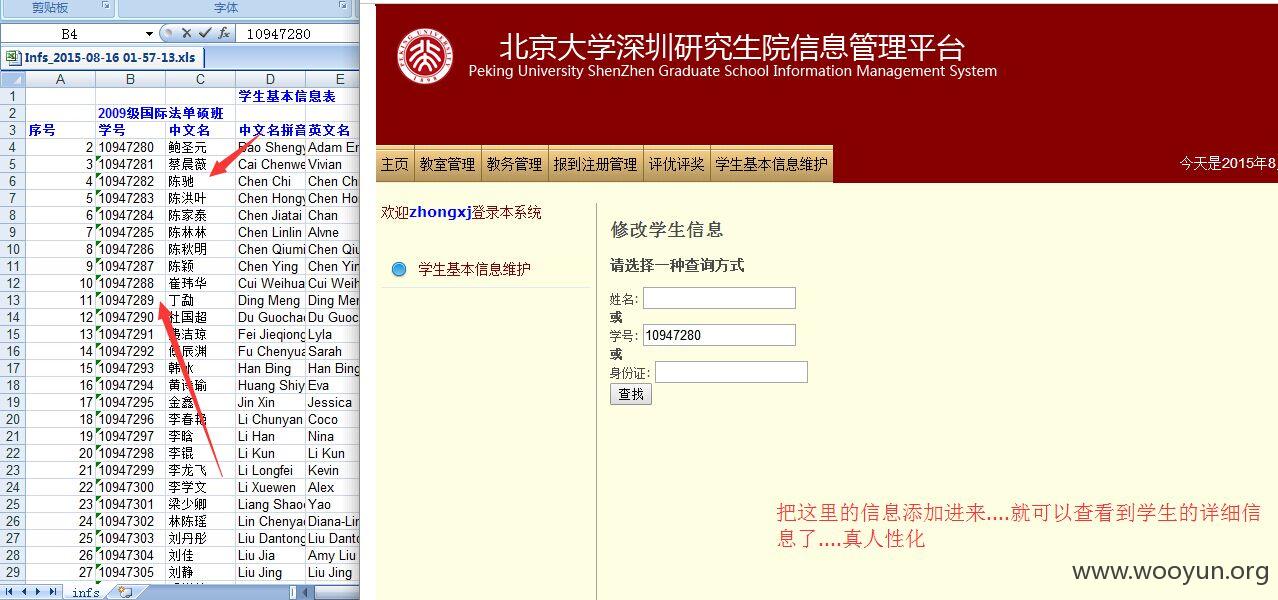 剪贴板 字体
B4 fx 10947280
Infs_2015-08-16 01-57-13.xls
A B C D E
1 学生基本信息表
2 2009级国际法单硕班
3 序号 学号 中文名 中文名拼音 英文名
4 2 10947280 鲍圣元 Bao Shengy Adam Er
5 3 10947281 蔡晨薇 Cai Chenwe Vivian
6 4 10947282 陈驰 Chen Chi Chen Ch
7 5 10947283 陈洪叶 Chen Hongy Chen Ho
8 6 10947284 陈家泰 Chen Jiatai Chan
9 7 10947285 陈林林 Chen Linlin Alvne
10 8 10947286 陈秋明 Chen Qiumi Chen Qiu
11 9 10947287 陈颖 Chen Ying Chen Yin
12 10 10947288 崔玮华 Cui Weihua Cui Weih
13 11 10947289 丁勐 Ding Meng Ding Mer
14 12 10947290 杜国超 Du Guochao Du Guoc
15 13 10947291 费洁琼 Fei Jieqiong Lyla
16 14 10947292 辰渊 Fu Chenyua Sarah
17 15 10947293 韩冰 Han Bing Han Bing
18 16 10947294 黄诗瑜 Huang Shiy Eva
19 17 10947295 金鑫 Jin Xin Jessica
20 18 10947296 李春艳 Li Chunyan Coco
21 19 10947297 李晗 Li Han Nina
22 20 10947298 李锟 Li Kun Li Kun
23 21 10947299 李龙飞 Li Longfei Kevin
24 22 10947300 李学文 Li Xuewen Alex
25 23 10947301 梁少卿 Liang Shaoc Yao
26 24 10947302 林陈瑶 Lin Chenyao Diana-Lin
27 25 10947303 刘丹彤 Liu Dantong Liu Danto
28 26 10947304 刘佳 Liu Jia Amy Liu
29 27 10947305 刘静 Liu Jing Liu Jing
infs
PEKING UNIVERSITY 1898
北京大学深圳研究生院信息管理平台
Peking University ShenZhen Graduate School Information Management System
主页 教室管理 教务管理 报到注册管理 评优评奖 学生基本信息维护 今天是2015年8
欢迎zhongxj登录本系统
学生基本信息维护
修改学生信息
请选择一种查询方式
姓名:
或
学号: 10947280
或
身份证:
查找
把这里的信息添加进来....就可以查看到学生的详细信
息了....真人性化
www.wooyun.org